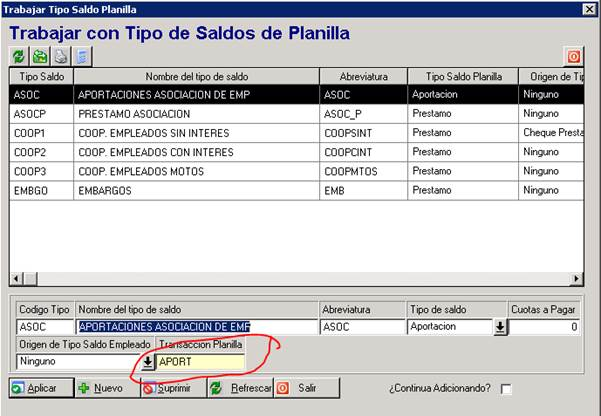 Trabajar Tipo Saldo Planilla
Trabajar con Tipo de Saldos de Planilla
Tipo Saldo Nombre del tipo de saldo Abreviatura Tipo Saldo Planilla Origen de Tip
ASOC APORTACIONES ASOCIACION DE EMP ASOC Aportacion Ninguno
ASOCP PRESTAMO ASOCIACION ASOC_P Prestamo Ninguno
COOP1 COOP. EMPLEADOS SIN INTERES COOPSINT Prestamo Cheque Presta
COOP2 COOP. EMPLEADOS CON INTERES COOPCINT Prestamo Ninguno
COOP3 COOP. EMPLEADOS MOTOS COOPMTOS Prestamo Ninguno
EMBGO EMBARGOS EMB Prestamo Ninguno
Codigo Tipo Nombre del tipo de saldo Abreviatura Tipo de saldo Cuotas a Pagar
ASOC APORTACIONES ASOCIACION DE EMP ASOC Aportacion 0
Origen de Tipo Saldo Empleado Transacción Planilla
Ninguno APORT
Aplicar Nuevo Suprimir Refrescar Salir ¿Continua Adicionando?